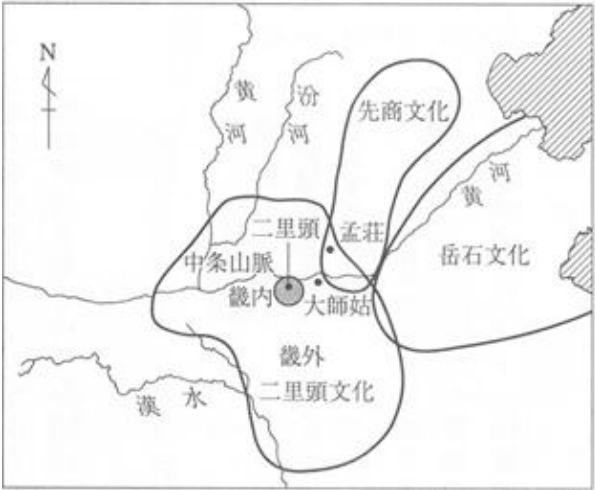 N
黄河
汾河
先商文化
二里頭
孟荘
黄河
岳石文化
中条山脈
畿内
大師姑
畿外
二里頭文化
漢水